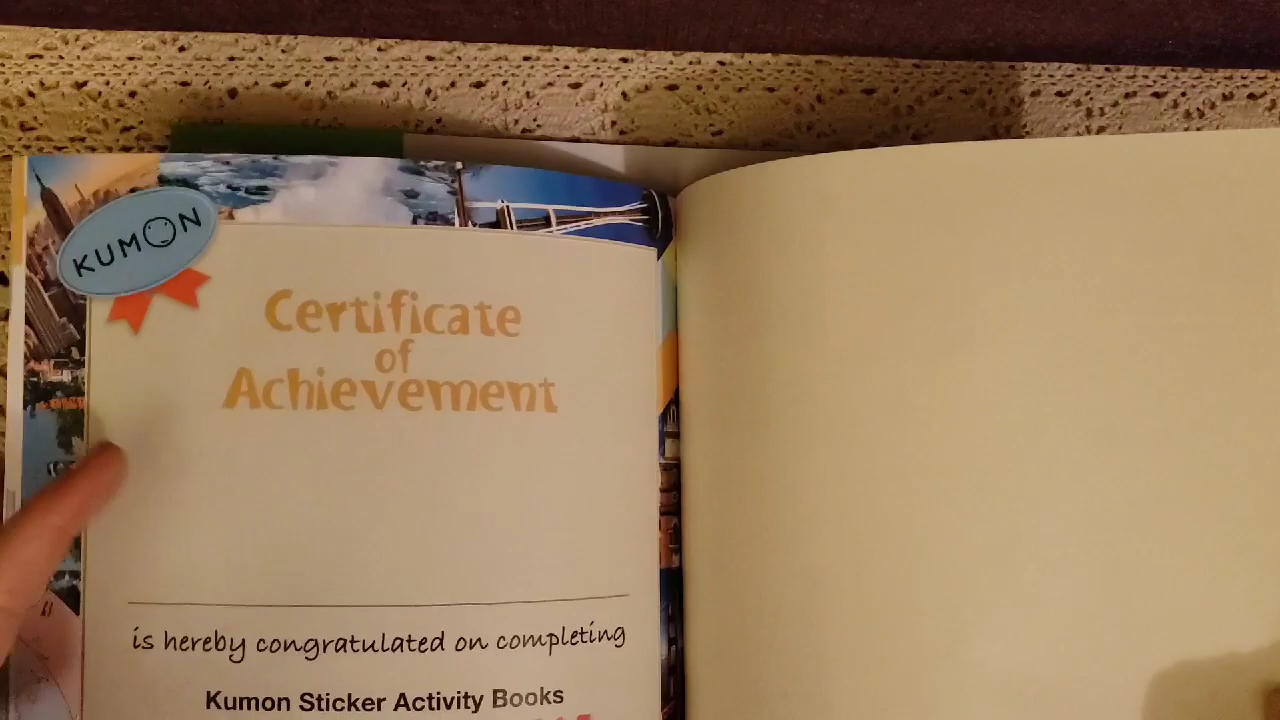 KUMON
Certificate
of
Achievement
is hereby congratulated on completing
Kumon Sticker Activity Books